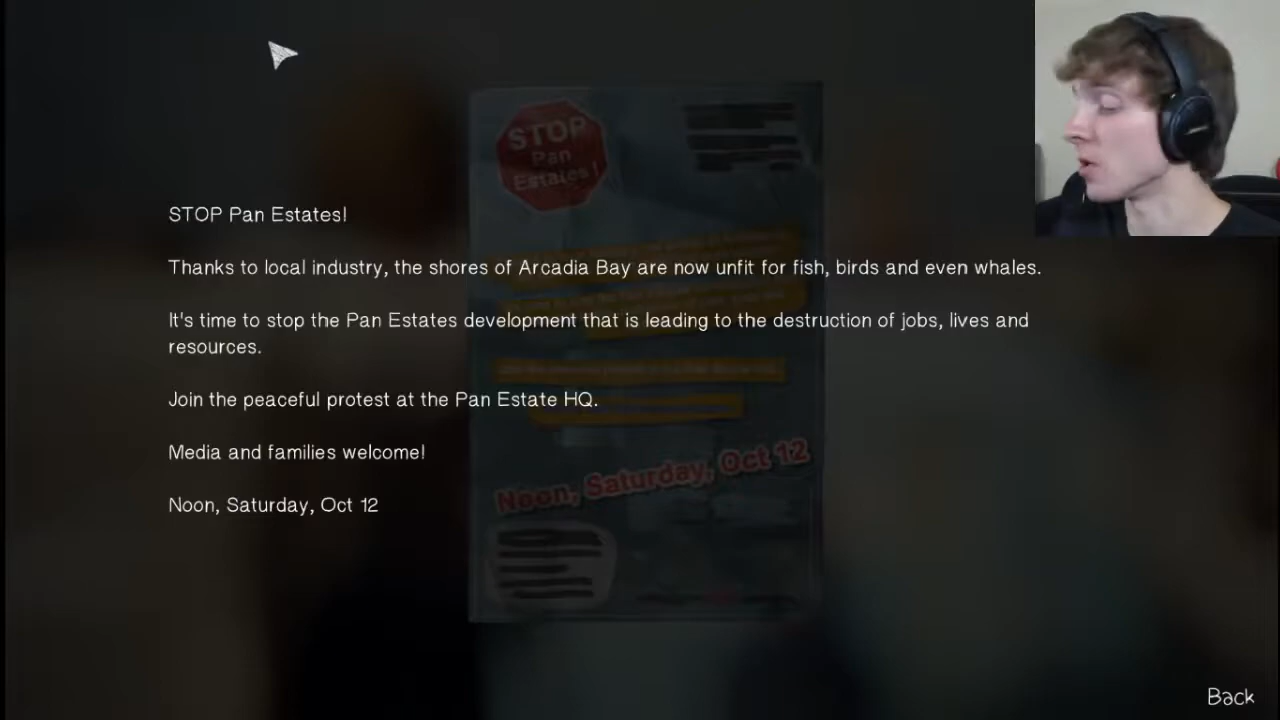 STOP
Pan
Estates!
STOP Pan Estates!
Thanks to local industry, the shores of Arcadia Bay are now unfit for fish, birds and even whales.
It's time to stop the Pan Estates development that is leading to the destruction of jobs, lives and
resources.
Join the peaceful protest at the Pan Estate HQ.
Media and families welcome!
Noon, Saturday, Oct 12
Noon, Saturday, Oct 12
Back